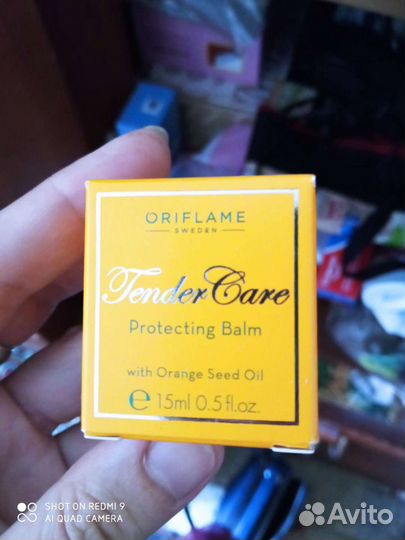 ORIFLAME
SWEDEN
Tender Care
Protecting Balm
with Orange Seed Oil
℮ 15ml 0.5 fl.oz.
SHOT ON REDMI 9
AI QUAD CAMERA
Avito